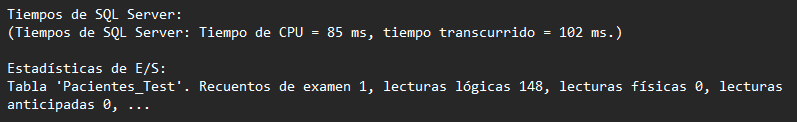 Tiempos de SQL Server:
(Tiempos de SQL Server: Tiempo de CPU = 85 ms, tiempo transcurrido = 102 ms.)
Estadísticas de E/S:
Tabla 'Pacientes_Test'. Recuentos de examen 1, lecturas lógicas 148, lecturas físicas 0, lecturas
anticipadas 0, ...